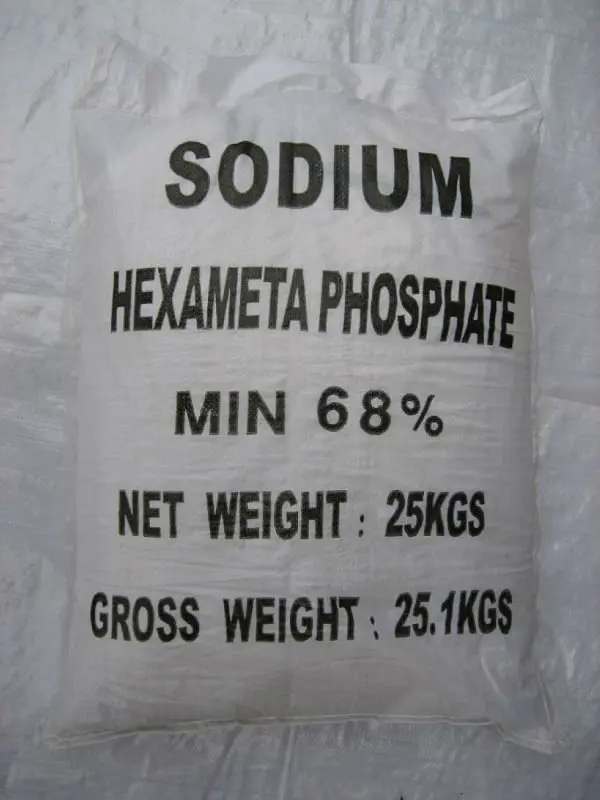 SODIUM
HEXAMETA PHOSPHATE
MIN 68%
NET WEIGHT : 25KGS
GROSS WEIGHT : 25.1KGS